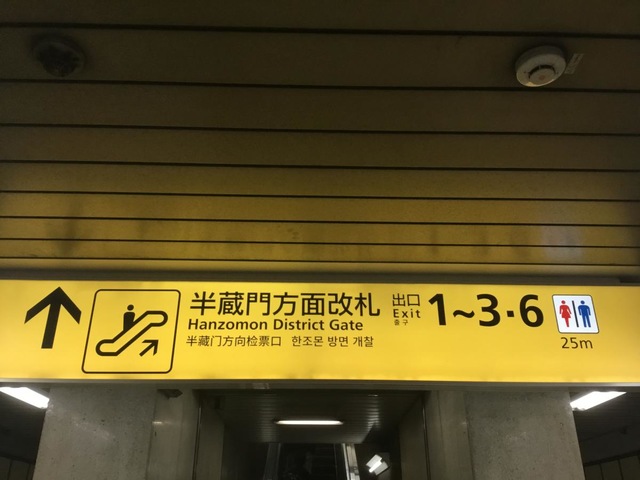 半蔵門方面改札
Hanzomon District Gate
半藏门方向检票口 한조몬 방면 개찰
出口
Exit
출구
1~3·6
25m